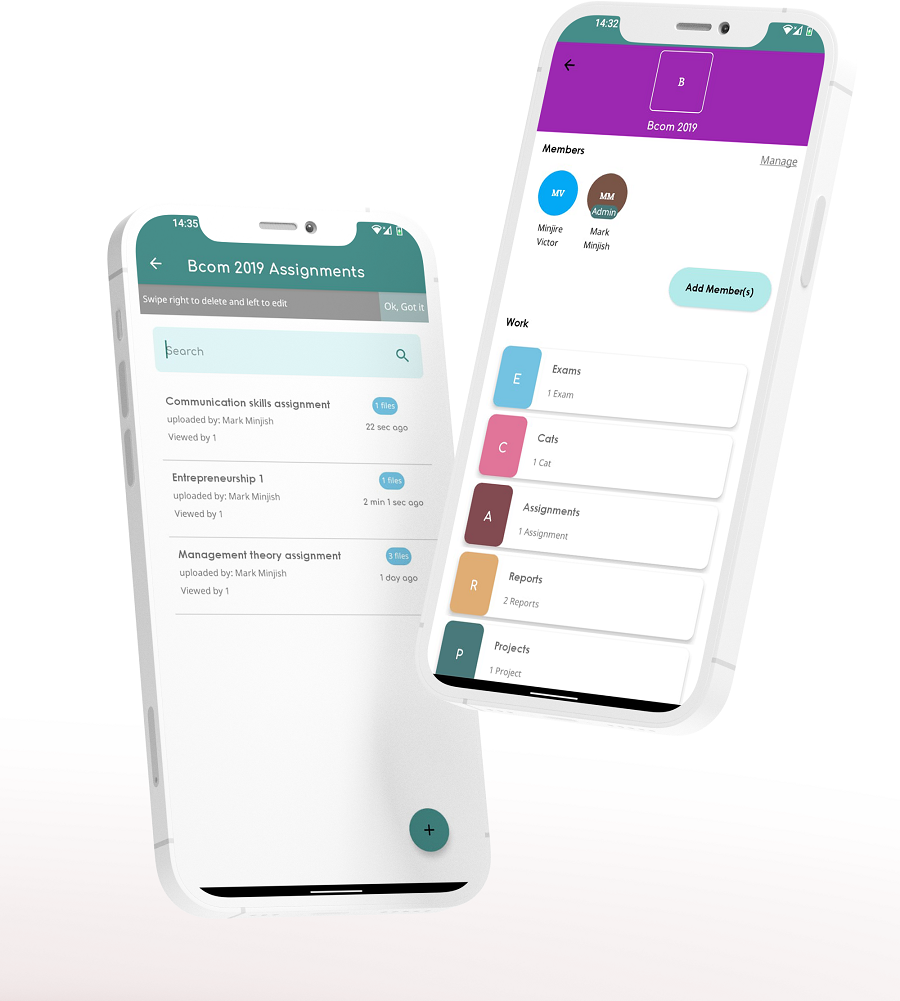 14:32
B
Bcom 2019
Members
Manage
MV
MM
Admin
Minjire
Victor
Mark
Minjish
Add Member(s)
Work
E
Exams
1 Exam
C
Cats
1 Cat
A
Assignments
1 Assignment
R
Reports
2 Reports
P
Projects
1 Project
14:35
Bcom 2019 Assignments
Swipe right to delete and left to edit
Ok, Got it
Search
Communication skills assignment
1 files
uploaded by: Mark Minjish
22 sec ago
Viewed by 1
Entrepreneurship 1
1 files
uploaded by: Mark Minjish
2 min 1 sec ago
Viewed by 1
Management theory assignment
3 files
uploaded by: Mark Minjish
1 day ago
Viewed by 1
+